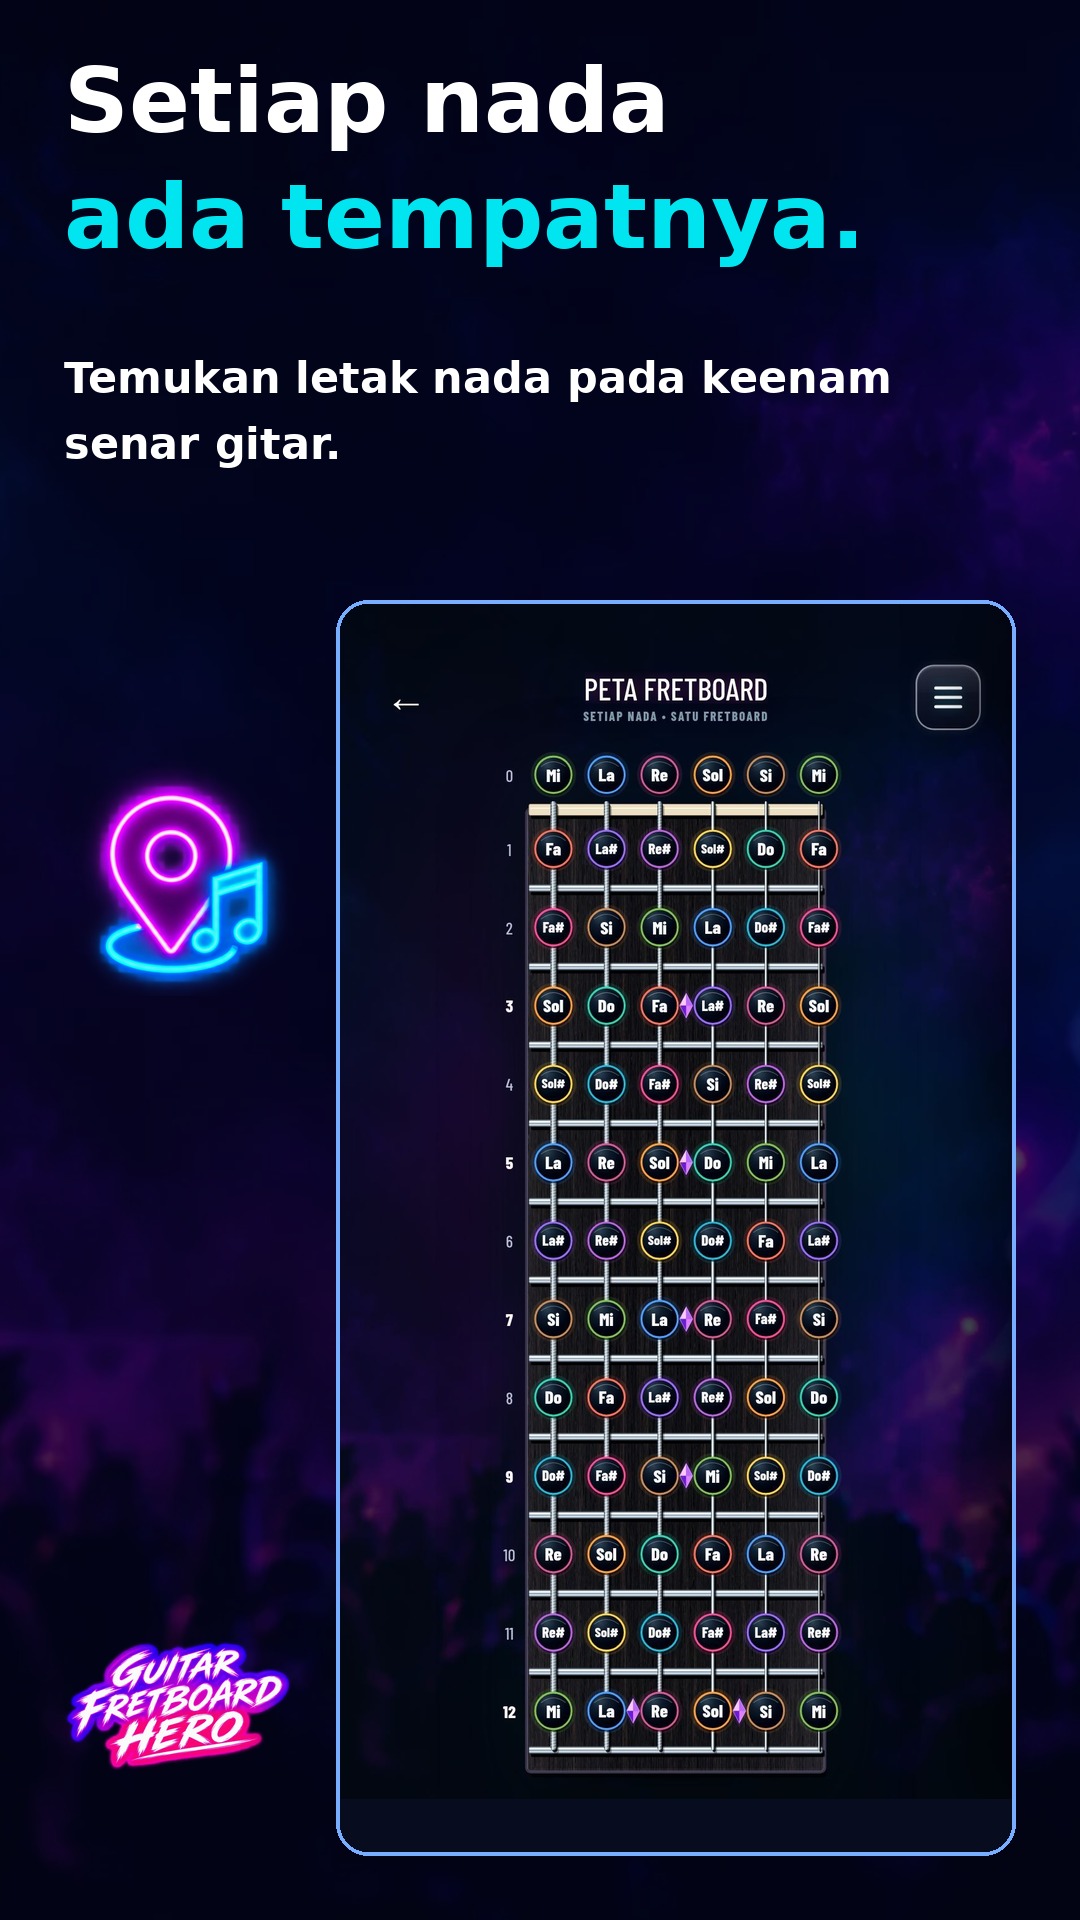 Setiap nada
ada tempatnya.
Temukan letak nada pada keenam
senar gitar.
←
PETA FRETBOARD
SETIAP NADA • SATU FRETBOARD
0 Mi La Re Sol Si Mi
1 Fa La# Re# Sol# Do Fa
2 Fa# Si Mi La Do# Fa#
3 Sol Do Fa La# Re Sol
4 Sol# Do# Fa# Si Re# Sol#
5 La Re Sol Do Mi La
6 La# Re# Sol# Do# Fa La#
7 Si Mi La Re Fa# Si
8 Do Fa La# Re# Sol Do
9 Do# Fa# Si Mi Sol# Do#
10 Re Sol Do Fa La Re
11 Re# Sol# Do# Fa# La# Re#
12 Mi La Re Sol Si Mi
GUITAR
FRETBOARD
HERO